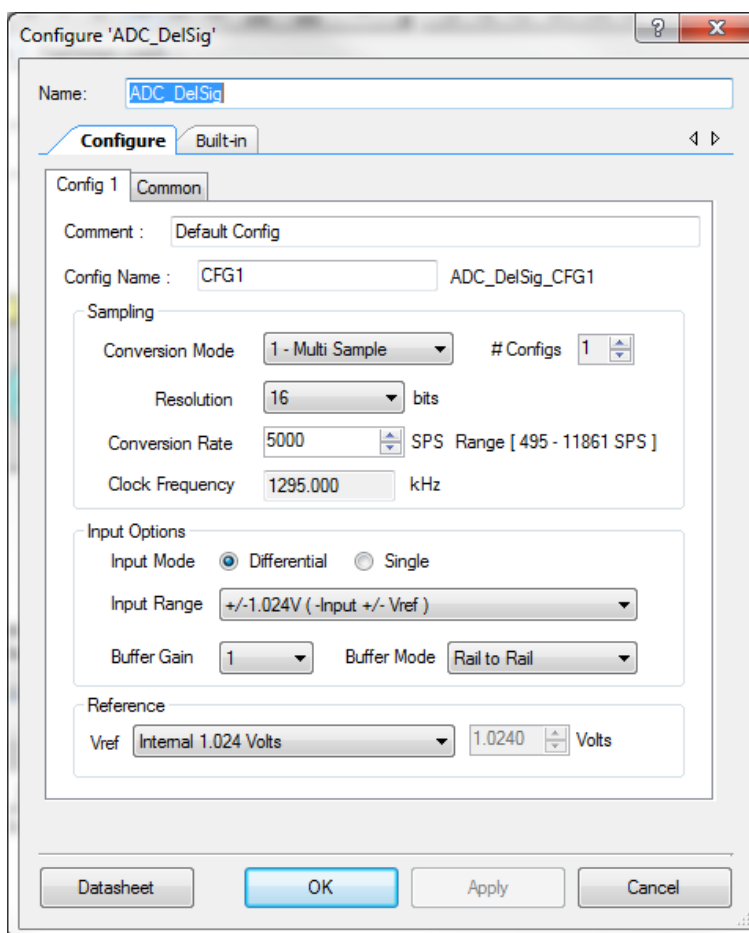 Configure 'ADC_DelSig'
Name: ADC_DelSig
Configure Built-in
Config 1 Common
Comment : Default Config
Config Name : CFG1 ADC_DelSig_CFG1
Sampling
Conversion Mode 1 - Multi Sample # Configs 1
Resolution 16 bits
Conversion Rate 5000 SPS Range [ 495 - 11861 SPS ]
Clock Frequency 1295.000 kHz
Input Options
Input Mode Differential Single
Input Range +/-1.024V ( -Input +/- Vref )
Buffer Gain 1 Buffer Mode Rail to Rail
Reference
Vref Internal 1.024 Volts 1.0240 Volts
Datasheet OK Apply Cancel